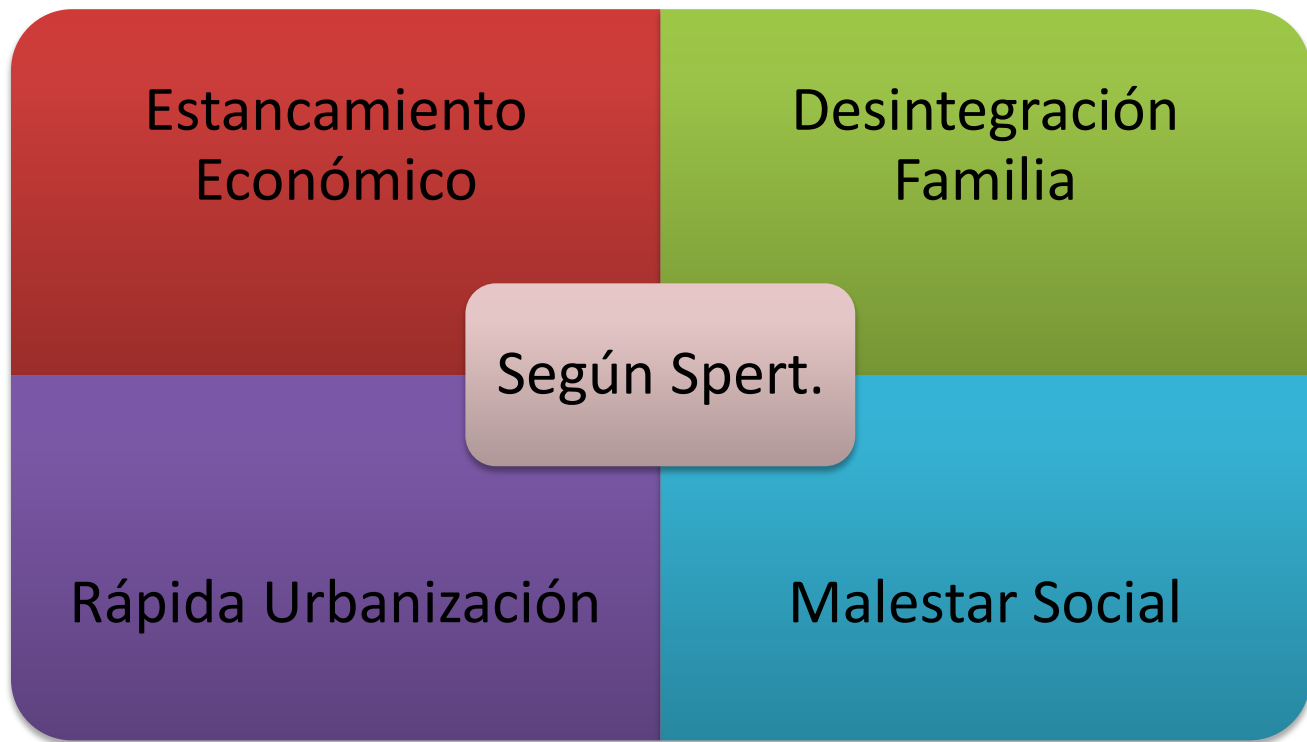 Estancamiento
Económico
Desintegración
Familia
Según Spert.
Rápida Urbanización
Malestar Social